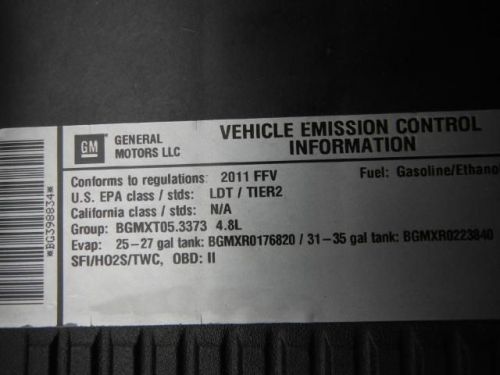 GM
GENERAL
MOTORS LLC
VEHICLE EMISSION CONTROL
INFORMATION
Conforms to regulations: 2011 FFV
Fuel: Gasoline/Ethanol
U.S. EPA class / stds: LDT / TIER2
California class / stds: N/A
Group: BGMXT05.3373 4.8L
Evap: 25-27 gal tank: BGMXR0176820 / 31-35 gal tank: BGMXR0223840
SFI/HO2S/TWC, OBD: II
*BG398834*